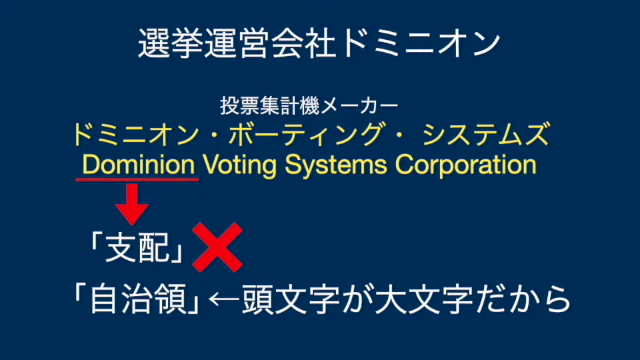 選挙運営会社ドミニオン
投票集計機メーカー
ドミニオン・ボーティング・ システムズ
Dominion Voting Systems Corporation
「支配」
「自治領」←頭文字が大文字だから